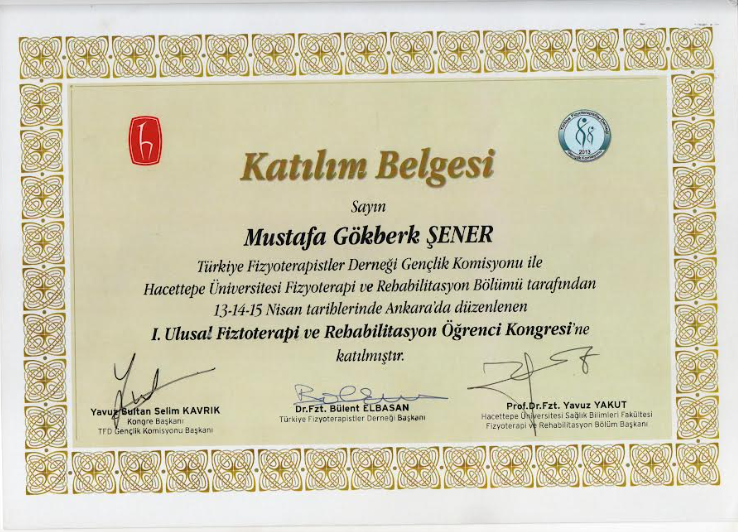 Katılım Belgesi
Sayın
Mustafa Gökberk ŞENER
Türkiye Fizyoterapistler Derneği Gençlik Komisyonu ile
Hacettepe Üniversitesi Fizyoterapi ve Rehabilitasyon Bölümü tarafından
13-14-15 Nisan tarihlerinde Ankara'da düzenlenen
I. Ulusal Fiztoterapi ve Rehabilitasyon Öğrenci Kongresi'ne
katılmıştır.
Yavuz Sultan Selim KAVRIK
Kongre Başkanı
TFD Gençlik Komisyonu Başkanı
Dr.Fzt. Bülent ELBASAN
Türkiye Fizyoterapistler Derneği Başkanı
Prof.Dr.Fzt. Yavuz YAKUT
Hacettepe Üniversitesi Sağlık Bilimleri Fakültesi
Fizyoterapi ve Rehabilitasyon Bölüm Başkanı
2013